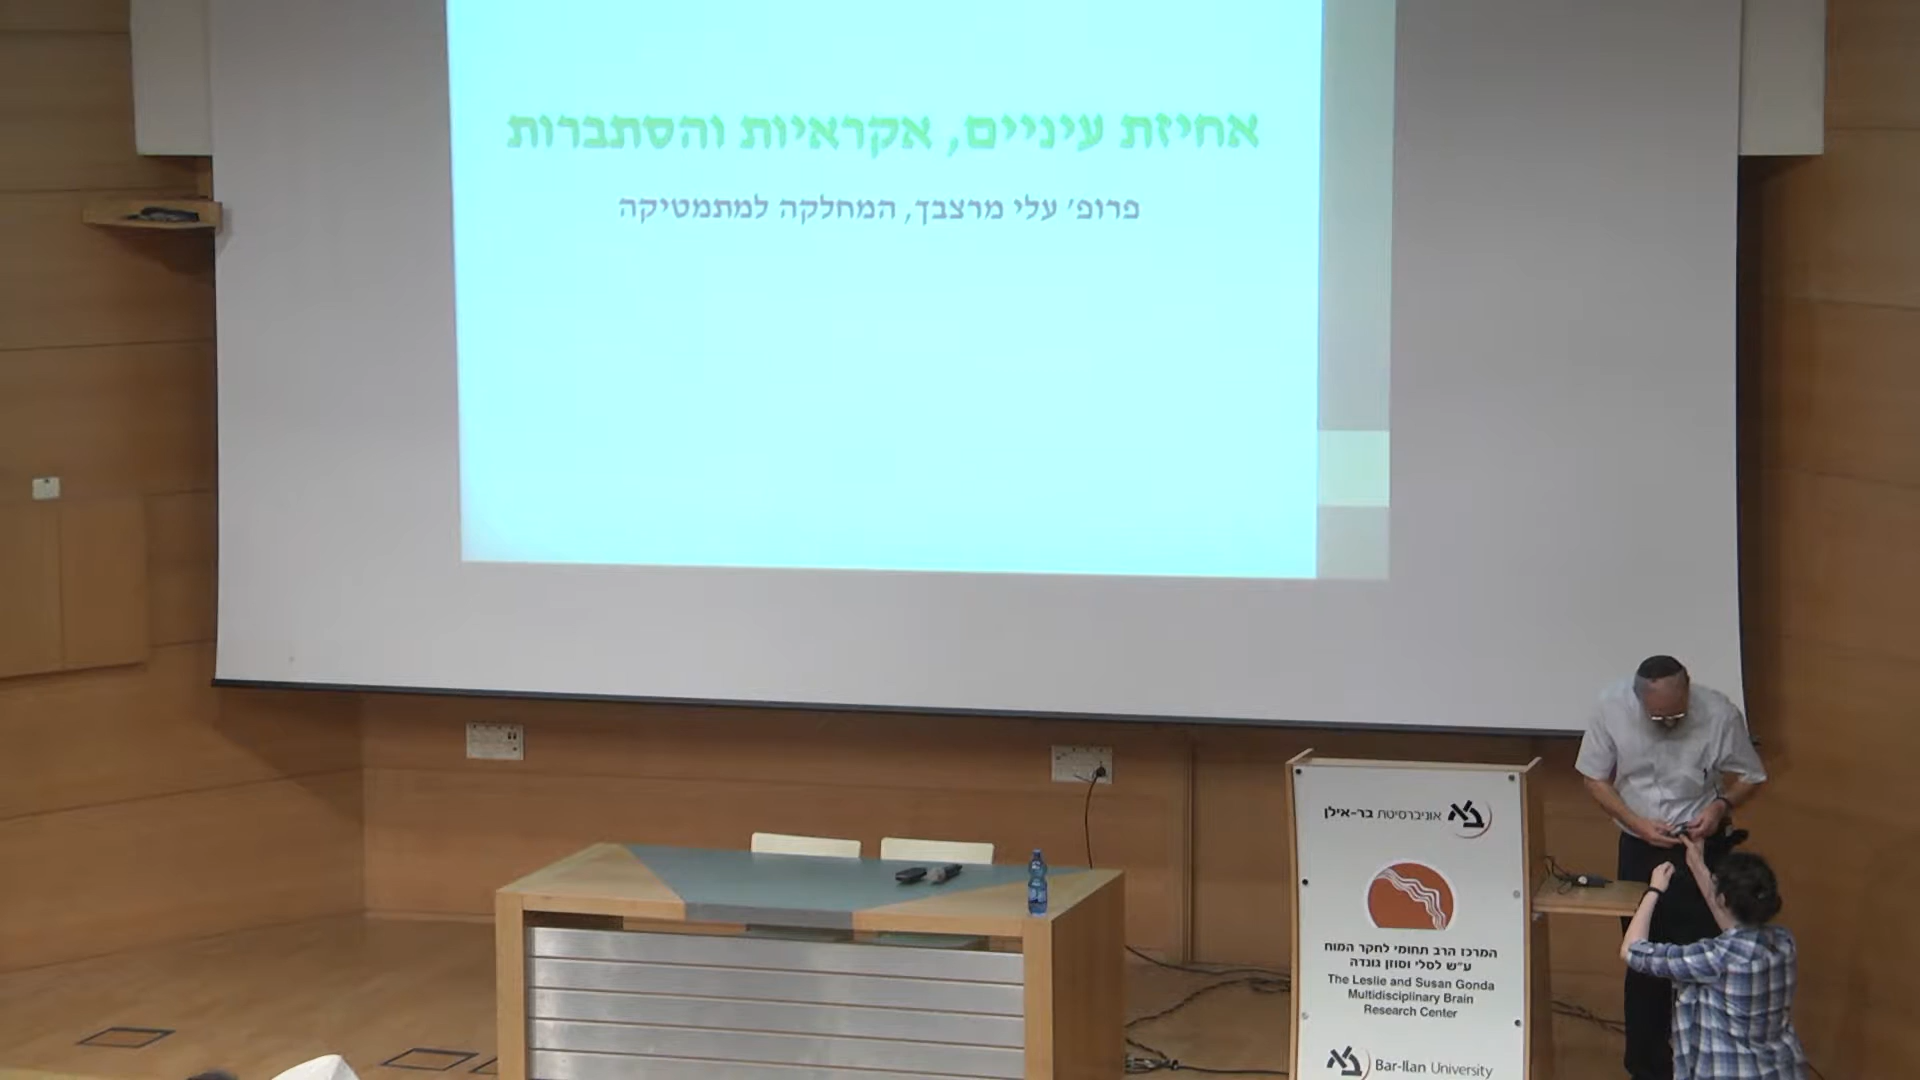 אחיזת עיניים, אקראיות והסתברות
פרופ' עלי מרצבך, המחלקה למתמטיקה
אוניברסיטת בר-אילן
המרכז הרב תחומי לחקר המוח
ע"ש לסלי וסוזן גונדה
The Leslie and Susan Gonda
Multidisciplinary Brain
Research Center
Bar-Ilan University